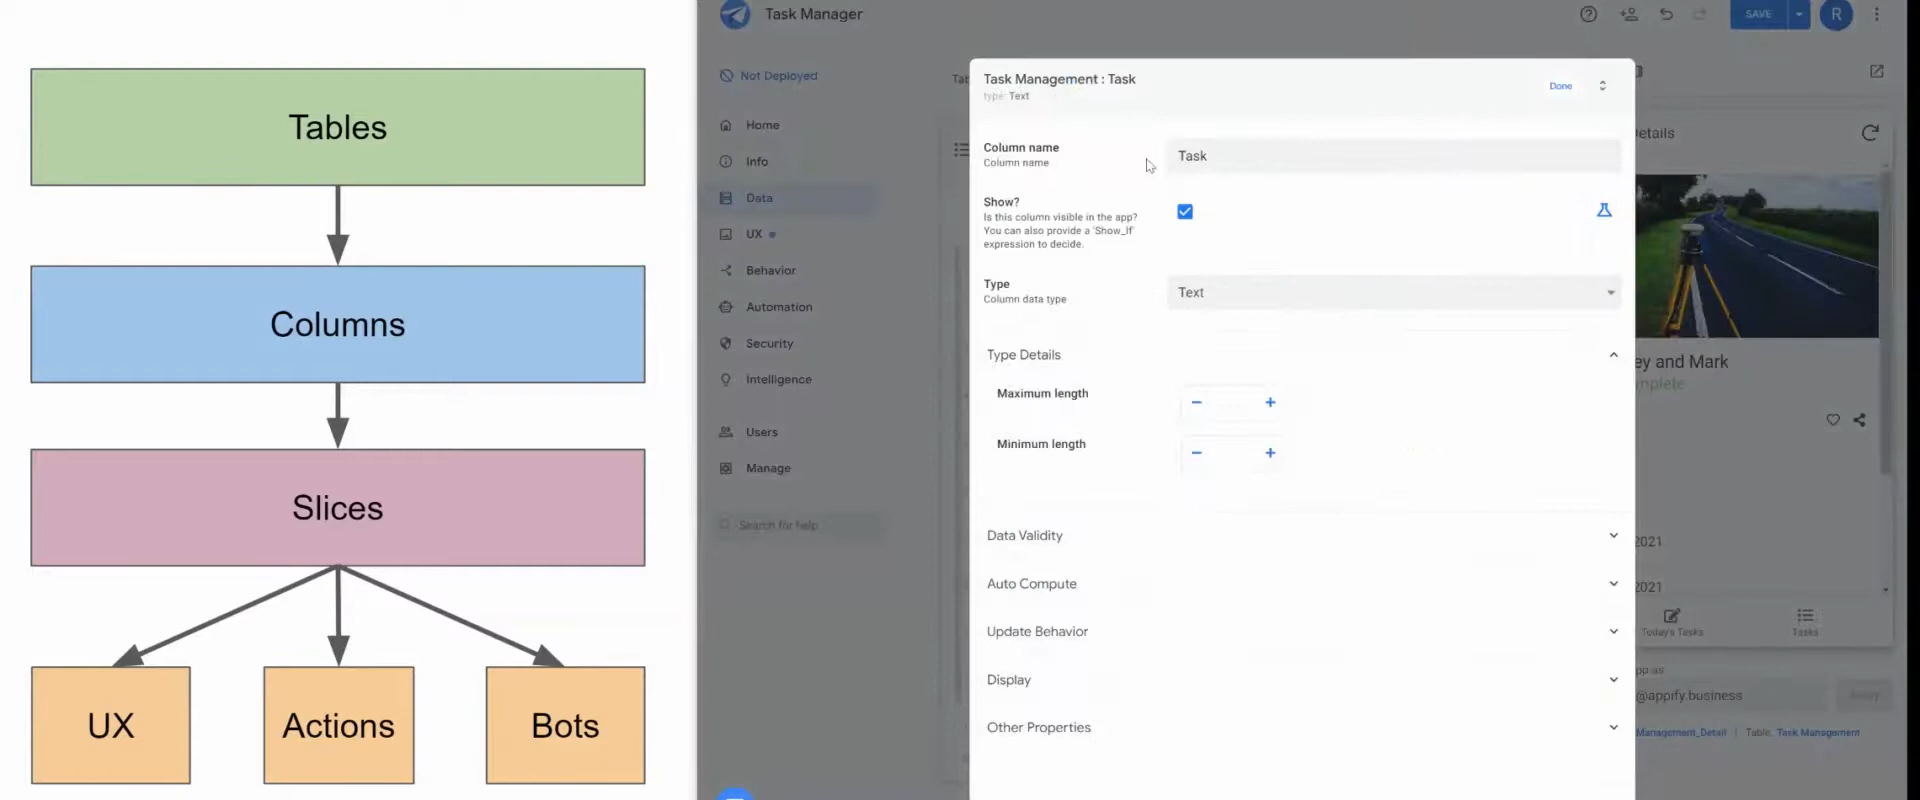 Tables
Columns
Slices
UX
Actions
Bots
Task Manager
SAVE
R
Not Deployed
Home
Info
Data
UX
Behavior
Automation
Security
Intelligence
Users
Manage
Search for help
Task Management : Task
type: Text
Done
Column name
Column name
Task
Show?
Is this column visible in the app?
You can also provide a 'Show_If'
expression to decide.
Type
Column data type
Text
Type Details
Maximum length
Minimum length
Data Validity
Auto Compute
Update Behavior
Display
Other Properties
etails
ey and Mark
mplete
2021
2021
Today's Tasks
Tasks
@appify.business
Management_Detail | Table: Task Management